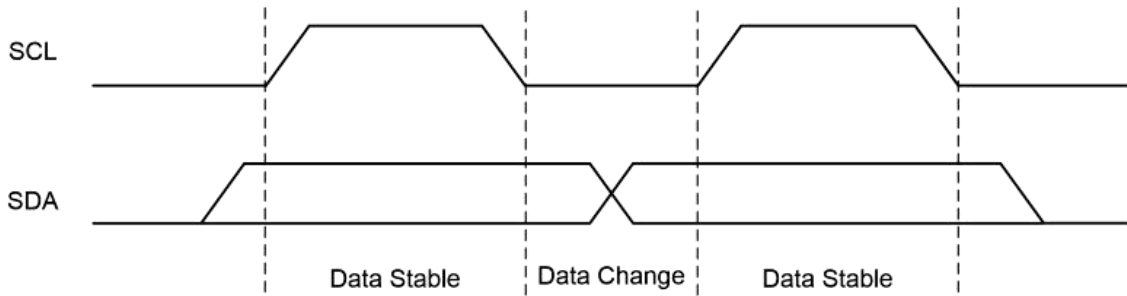 SCL
SDA
Data Stable
Data Change
Data Stable